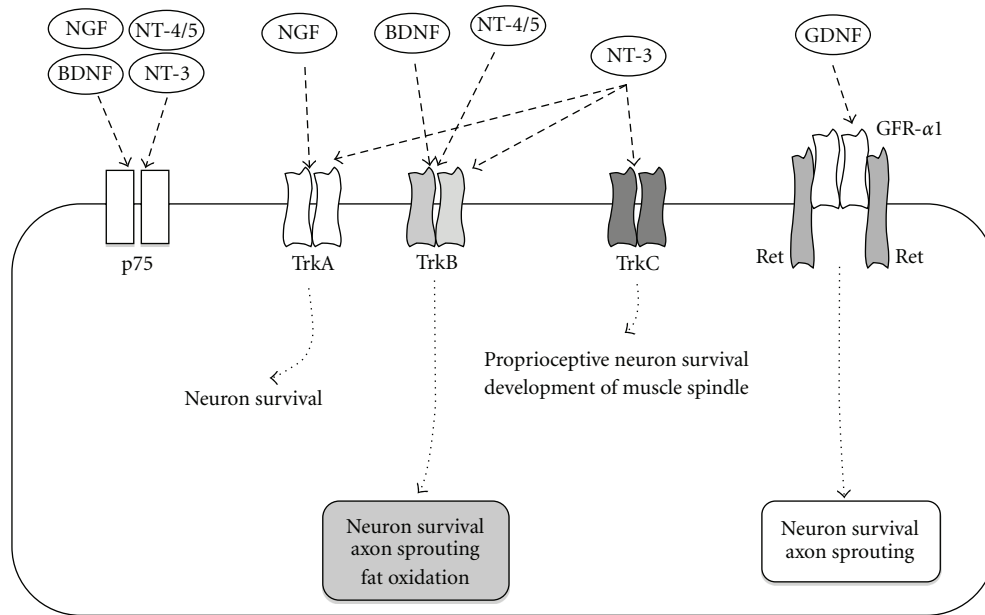 NGF
NT-4/5
BDNF
NT-3
NGF
BDNF
NT-4/5
NT-3
GDNF
GFR-α1
p75
TrkA
TrkB
TrkC
Ret
Ret
Neuron survival
Proprioceptive neuron survival
development of muscle spindle
Neuron survival
axon sprouting
fat oxidation
Neuron survival
axon sprouting